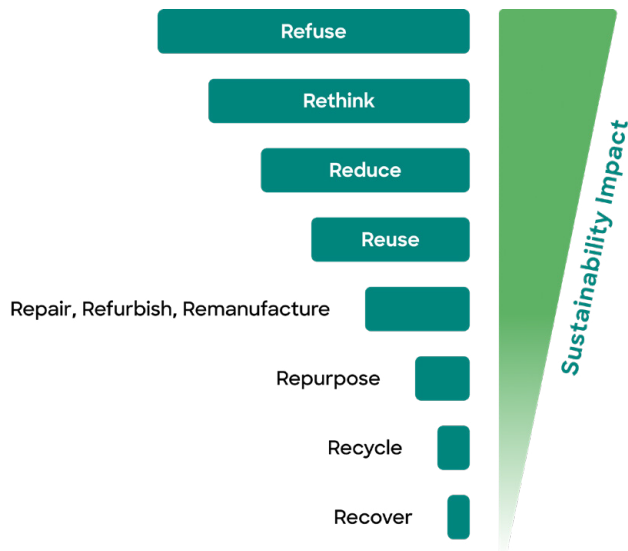 Refuse
Rethink
Reduce
Reuse
Repair, Refurbish, Remanufacture
Repurpose
Recycle
Recover
Sustainability Impact